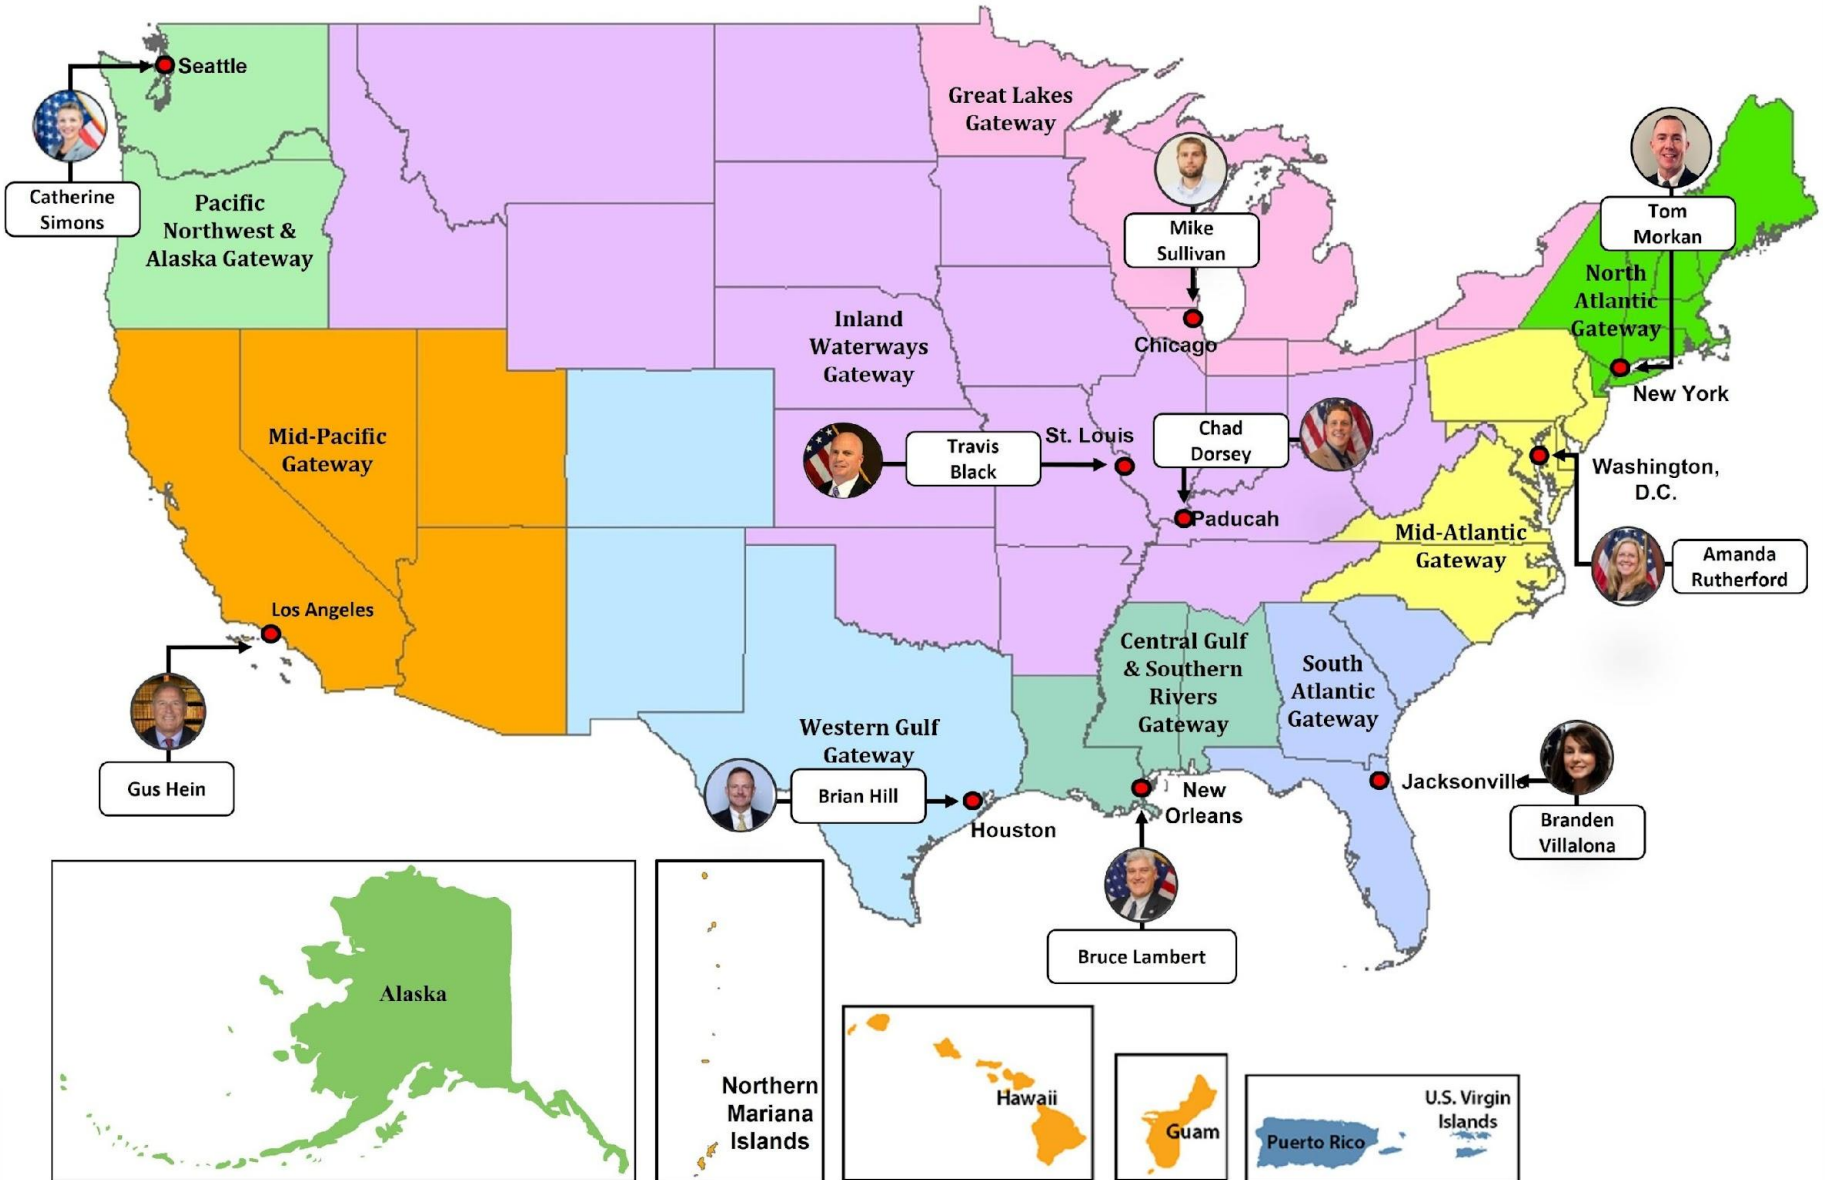 Seattle
Catherine
Simons
Pacific
Northwest &
Alaska Gateway
Great Lakes
Gateway
Mike
Sullivan
Chicago
Tom
Morkan
North
Atlantic
Gateway
New York
Inland
Waterways
Gateway
Mid-Pacific
Gateway
Travis
Black
St. Louis
Chad
Dorsey
Paducah
Washington,
D.C.
Mid-Atlantic
Gateway
Amanda
Rutherford
Los Angeles
Gus Hein
Central Gulf
& Southern
Rivers
Gateway
South
Atlantic
Gateway
Western Gulf
Gateway
Brian Hill
Houston
New
Orleans
Jacksonville
Branden
Villalona
Bruce Lambert
Alaska
Northern
Mariana
Islands
Hawaii
Guam
Puerto Rico
U.S. Virgin
Islands